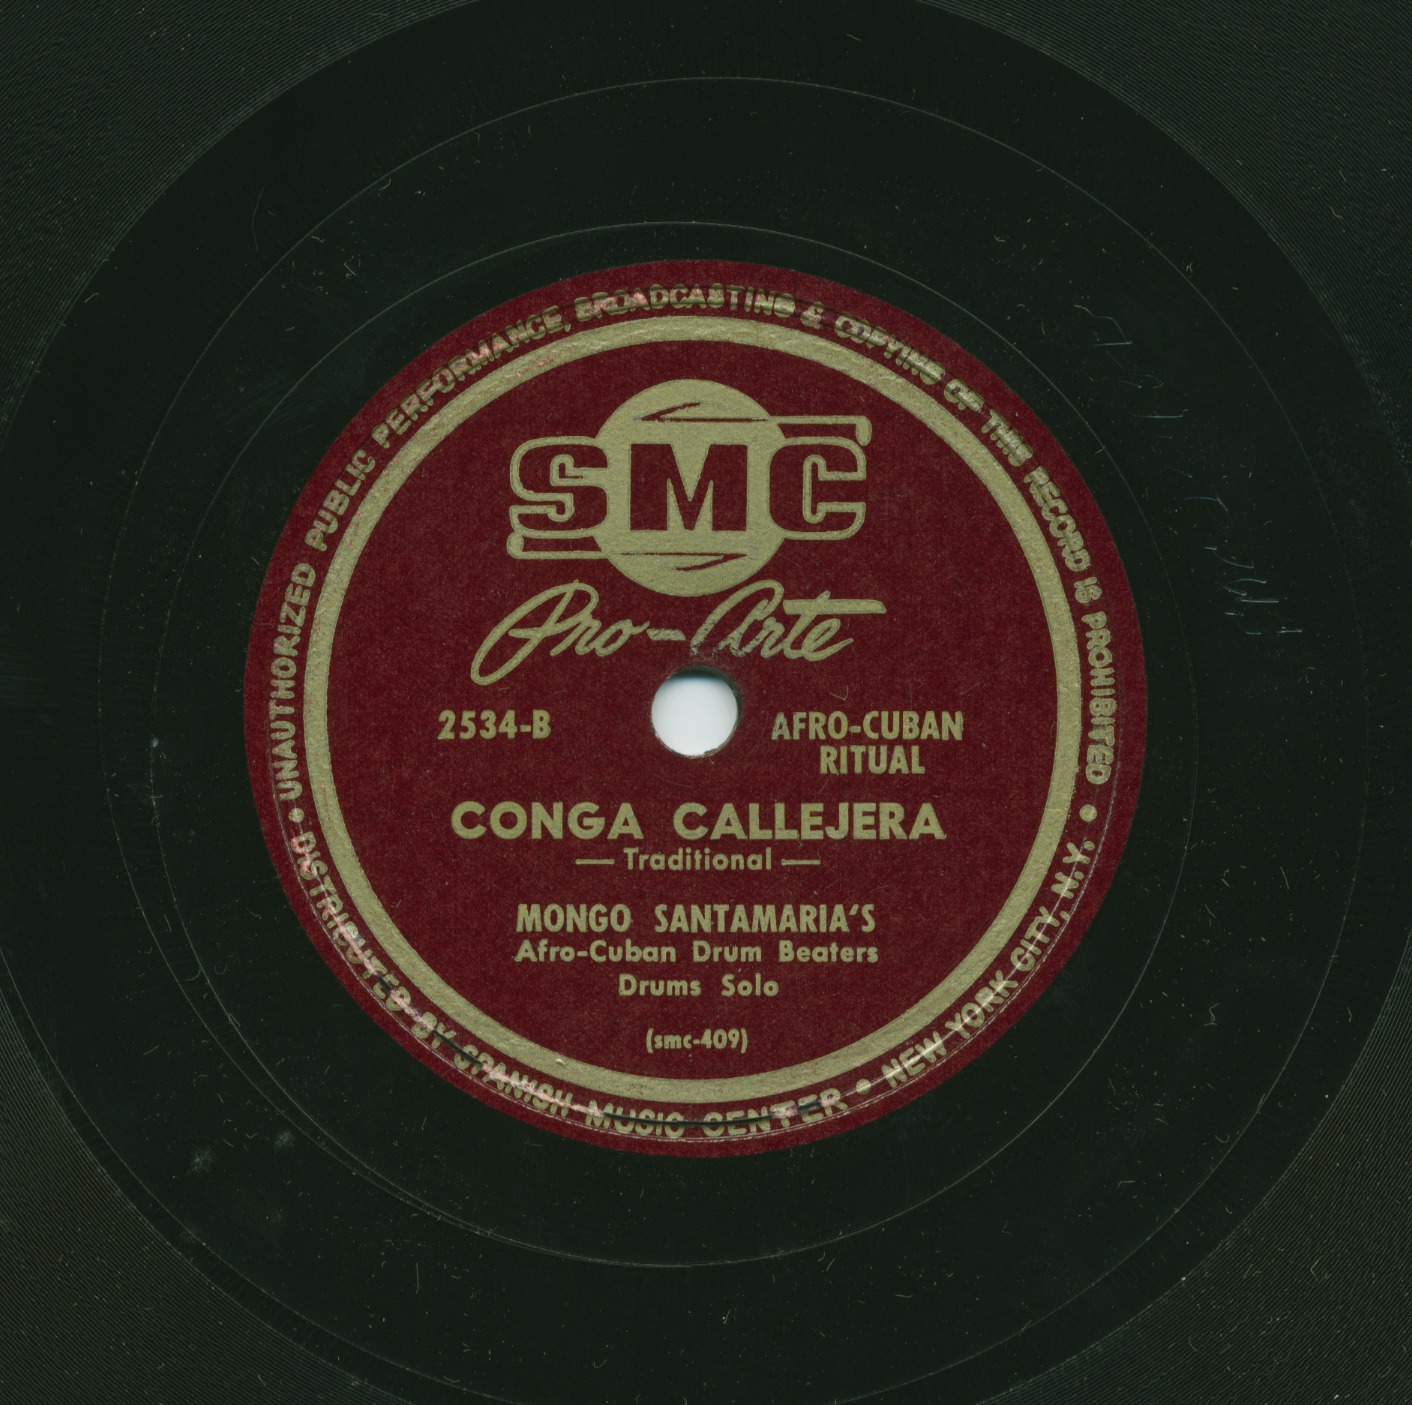 UNAUTHORIZED PUBLIC PERFORMANCE, BROADCASTING & COPYING OF THIS RECORD IS PROHIBITED
SMC
Pro-Arte
2534-B
AFRO-CUBAN
RITUAL
CONGA CALLEJERA
— Traditional —
MONGO SANTAMARIA'S
Afro-Cuban Drum Beaters
Drums Solo
(smc-409)
• DISTRIBUTED BY SPANISH MUSIC CENTER • NEW YORK CITY, N.Y. •